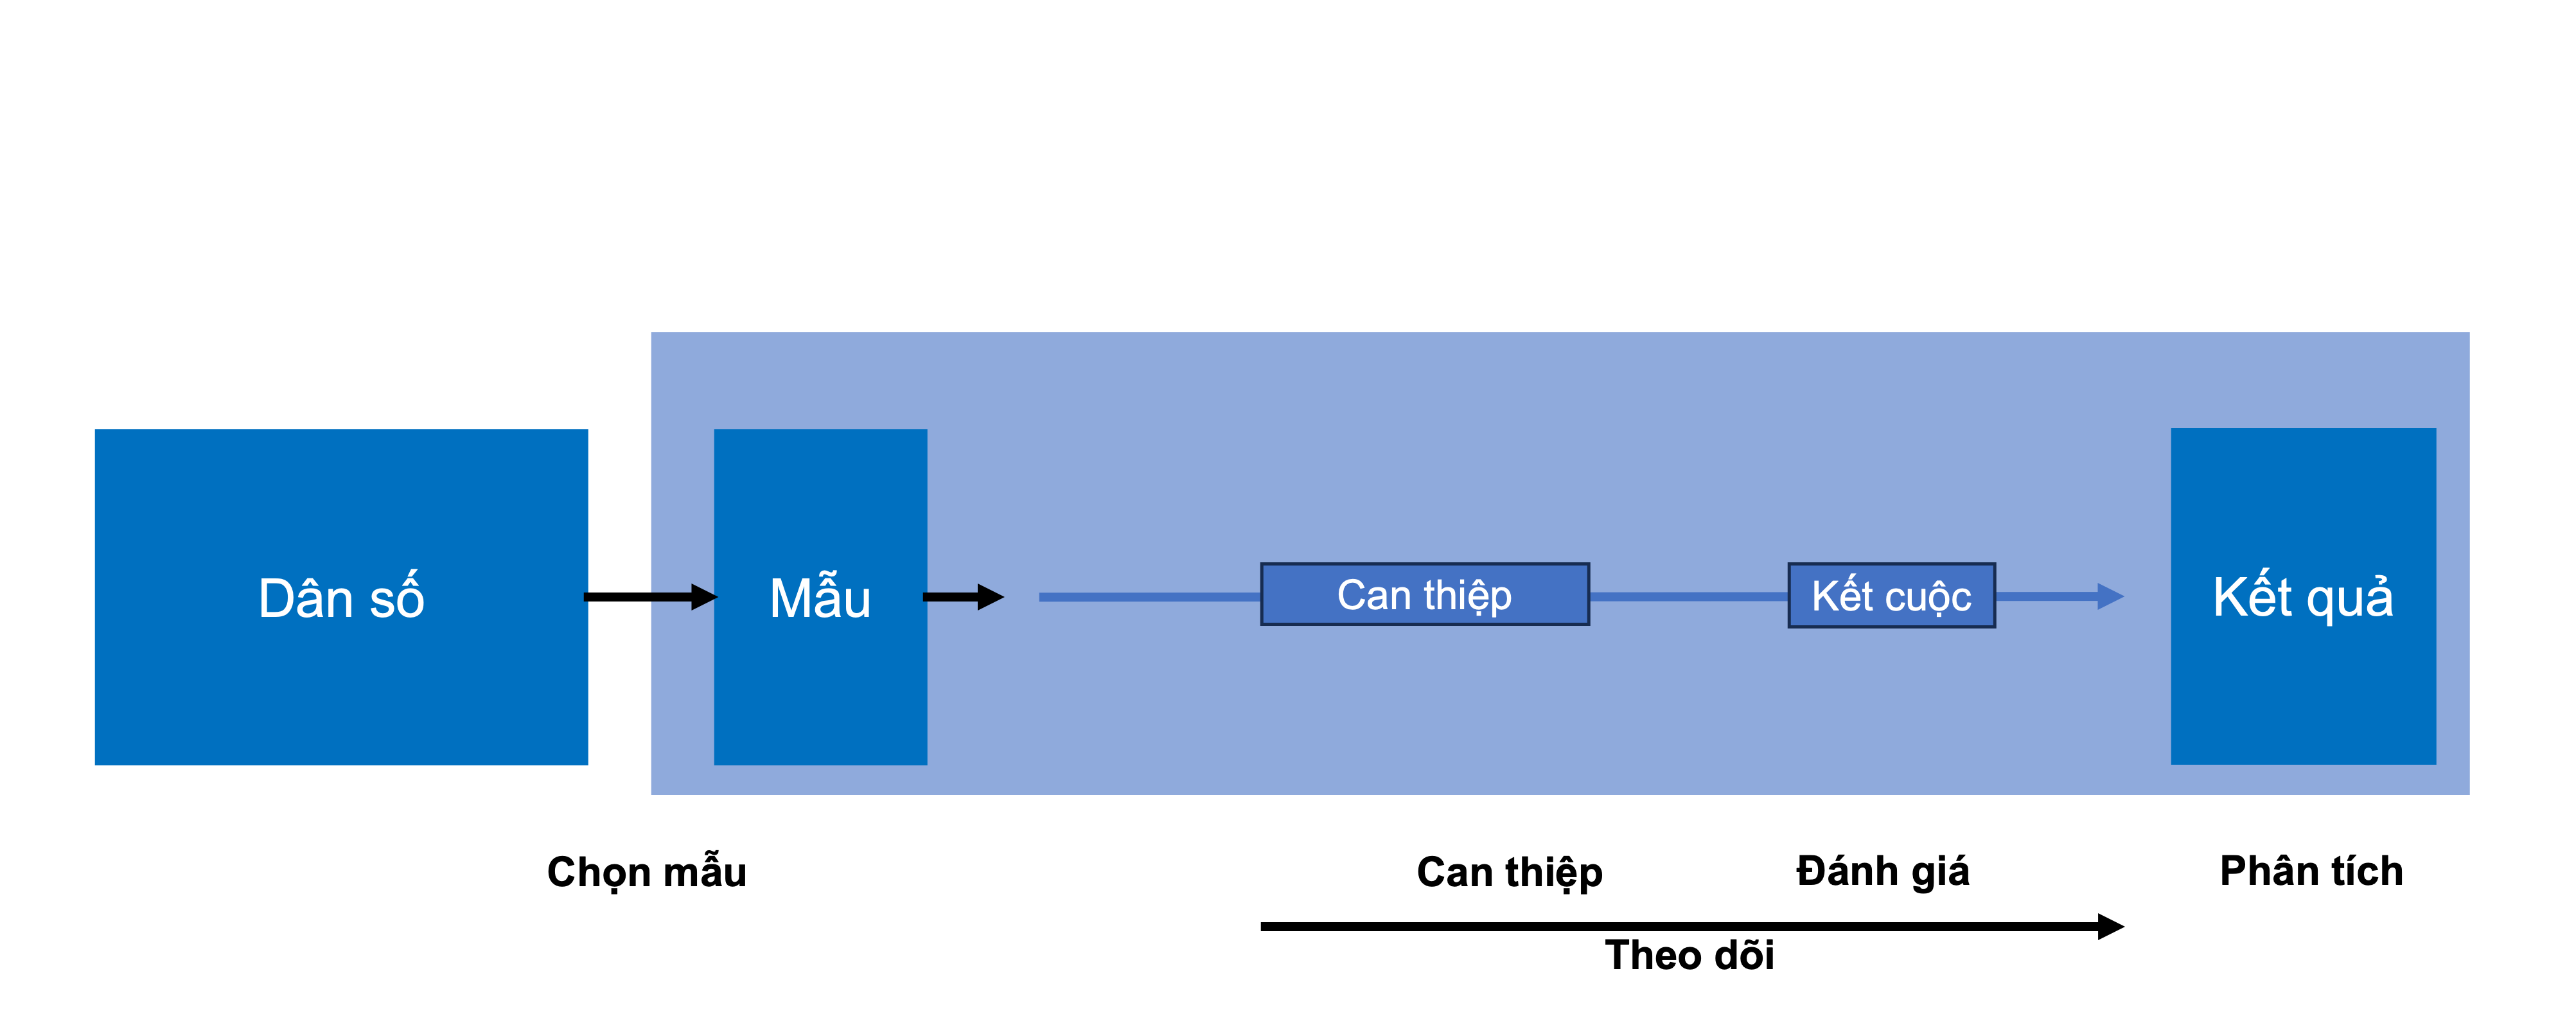 Dân số
Mẫu
Can thiệp
Kết cuộc
Kết quả
Chọn mẫu
Can thiệp
Đánh giá
Phân tích
Theo dõi